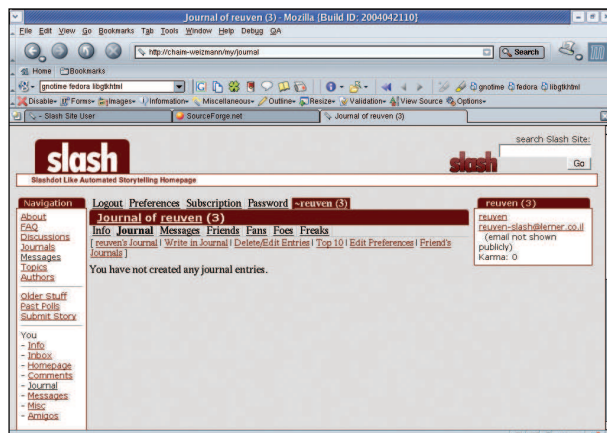 Journal of reuven (3) - Mozilla {Build ID: 2004042110}
File Edit View Go Bookmarks Tab Tools Window Help Debug QA
http://chaim-weizmann/my/journal
Search
Home Bookmarks
gnotime fedora libgtkhtml
gnotime fedora libgtkhtml
Disable Forms Images Information Miscellaneous Outline Resize Validation View Source Options
- Slash Site User
SourceForge.net
Journal of reuven (3)
search Slash Site:
slash
slash
Go
Slashdot Like Automated Storytelling Homepage
Navigation
About
FAQ
Discussions
Journals
Messages
Topics
Authors
Older Stuff
Past Polls
Submit Story
You
- Info
- Inbox
- Homepage
- Comments
- Journal
- Messages
- Misc
- Amigos
Logout Preferences Subscription Password ~reuven (3)
Journal of reuven (3)
Info Journal Messages Friends Fans Foes Freaks
[ reuven's Journal | Write in Journal | Delete/Edit Entries | Top 10 | Edit Preferences | Friend's
Journals ]
You have not created any journal entries.
reuven (3)
reuven
reuven-slash@lerner.co.il
(email not shown
publicly)
Karma: 0